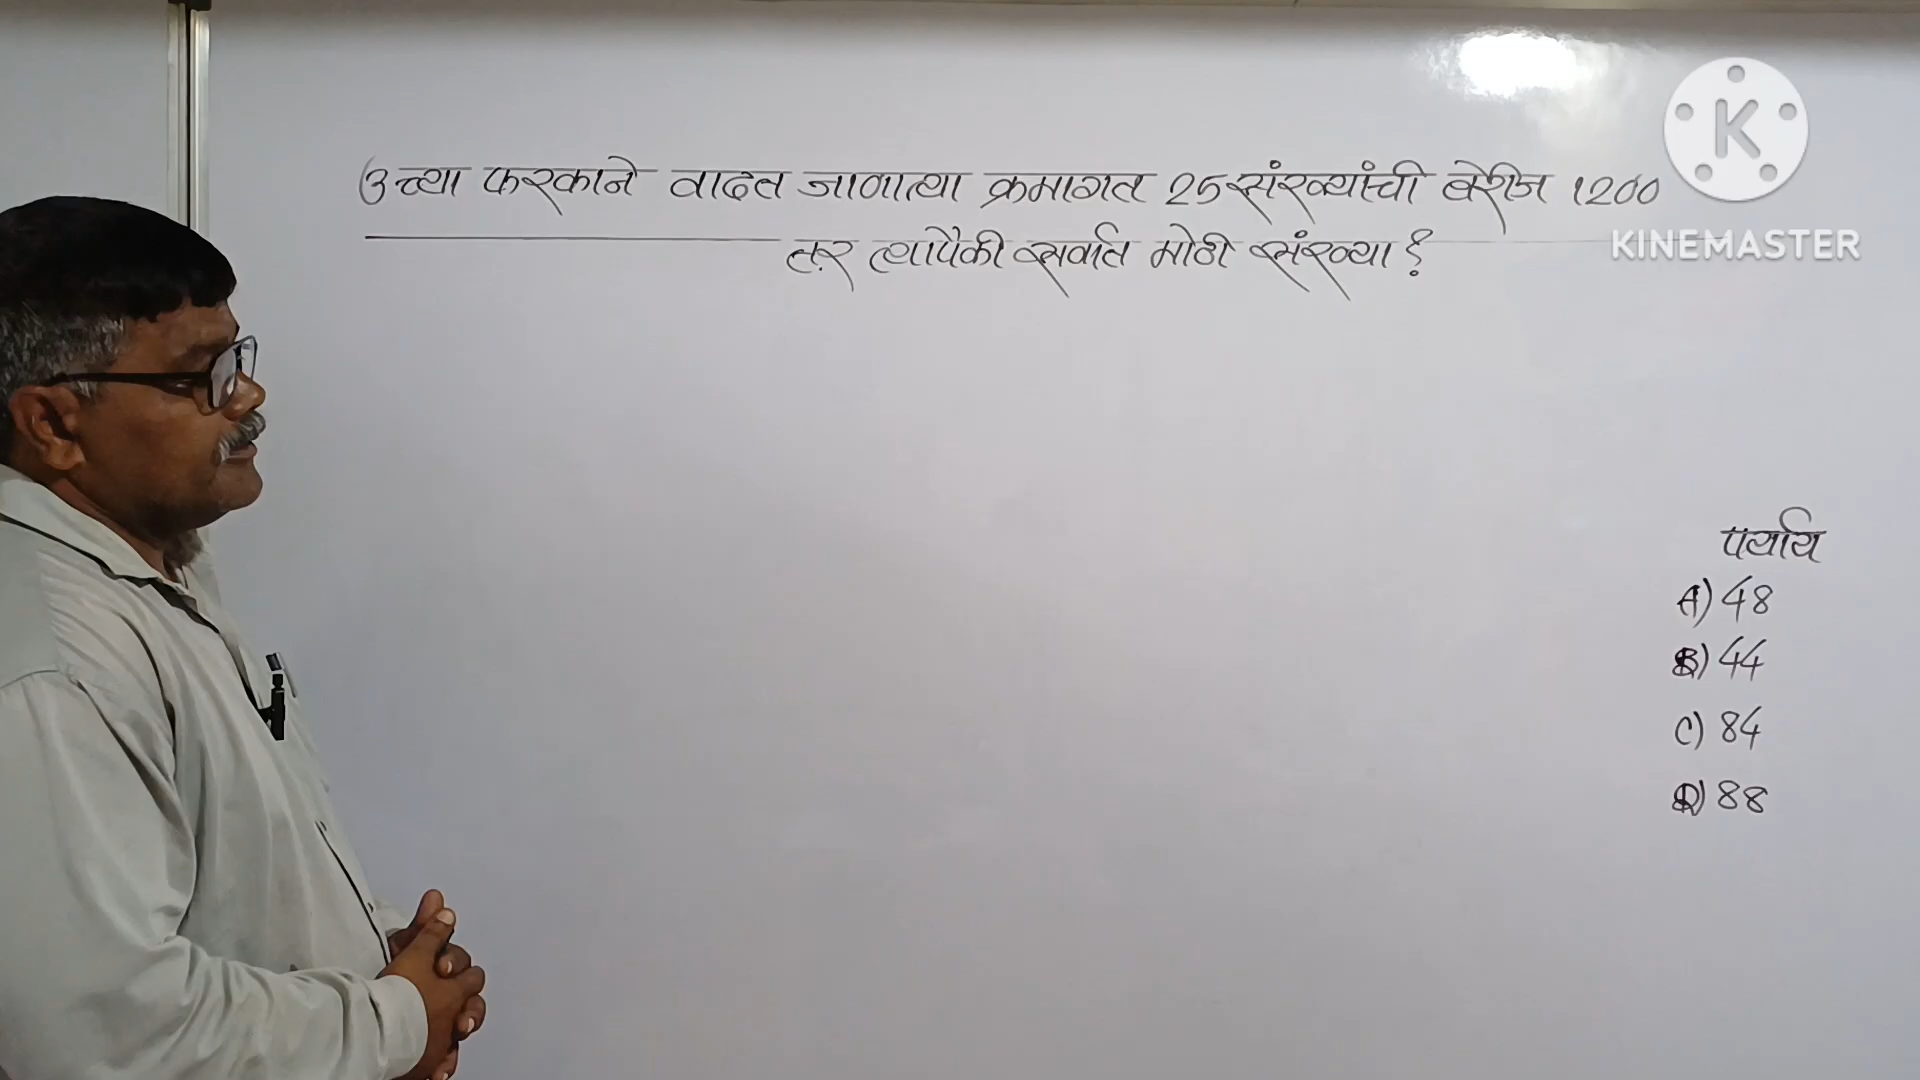 3 च्या फरकाने वाढत जाणाऱ्या क्रमागत 25 संख्यांची बेरीज 1200
तर त्यापैकी सर्वात मोठी संख्या ?
K
KINEMASTER
पर्याय
A) 48
B) 44
C) 84
D) 88